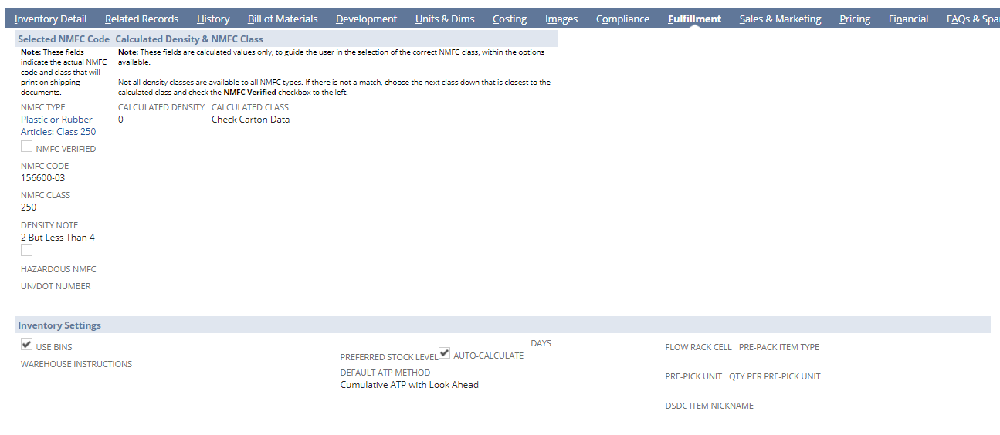 Inventory Detail Related Records History Bill of Materials Development Units & Dims Costing Images Compliance Fulfillment Sales & Marketing Pricing Financial FAQs & Spa
Selected NMFC Code Calculated Density & NMFC Class
Note: These fields
indicate the actual NMFC
code and class that will
print on shipping
documents.
Note: These fields are calculated values only, to guide the user in the selection of the correct NMFC class, within the options
available.
Not all density classes are available to all NMFC types. If there is not a match, choose the next class down that is closest to the
calculated class and check the NMFC Verified checkbox to the left.
NMFC TYPE
Plastic or Rubber
Articles: Class 250
CALCULATED DENSITY
0
CALCULATED CLASS
Check Carton Data
NMFC VERIFIED
NMFC CODE
156600-03
NMFC CLASS
250
DENSITY NOTE
2 But Less Than 4
HAZARDOUS NMFC
UN/DOT NUMBER
Inventory Settings
USE BINS
WAREHOUSE INSTRUCTIONS
DAYS
PREFERRED STOCK LEVEL AUTO-CALCULATE
DEFAULT ATP METHOD
Cumulative ATP with Look Ahead
FLOW RACK CELL PRE-PACK ITEM TYPE
PRE-PICK UNIT QTY PER PRE-PICK UNIT
DSDC ITEM NICKNAME